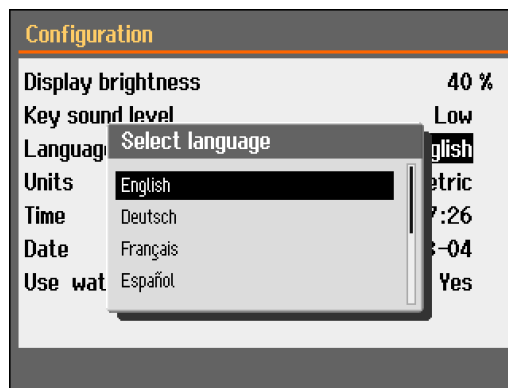 Configuration
Display brightness 40 %
Key sound level Low
Select language
English
Units
Deutsch
Time
Français
Date
Español
Yes